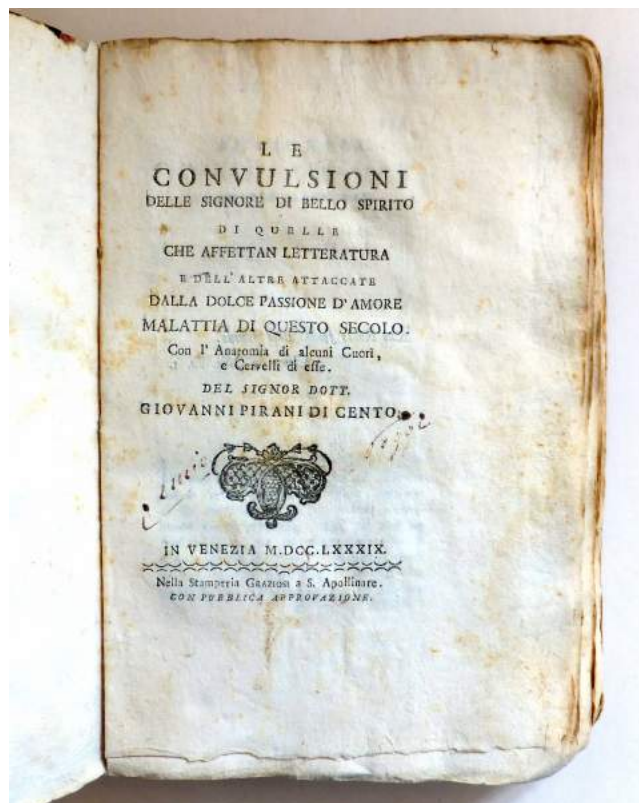 LE
CONVULSIONI
DELLE SIGNORE DI BELLO SPIRITO
DI QUELLE
CHE AFFETTAN LETTERATURA
E DELL' ALTRE ATTACCATE
DALLA DOLCE PASSIONE D' AMORE
MALATTIA DI QUESTO SECOLO.
Con l' Anatomia di alcuni Cuori,
e Cervelli di esse.
DEL SIGNOR DOTT.
GIOVANNI PIRANI DI CENTO.
IN VENEZIA M.DCC.LXXXIX.
Nella Stamperia GRAZIOSI a S. Apollinare.
CON PUBBLICA APPROVAZIONE.